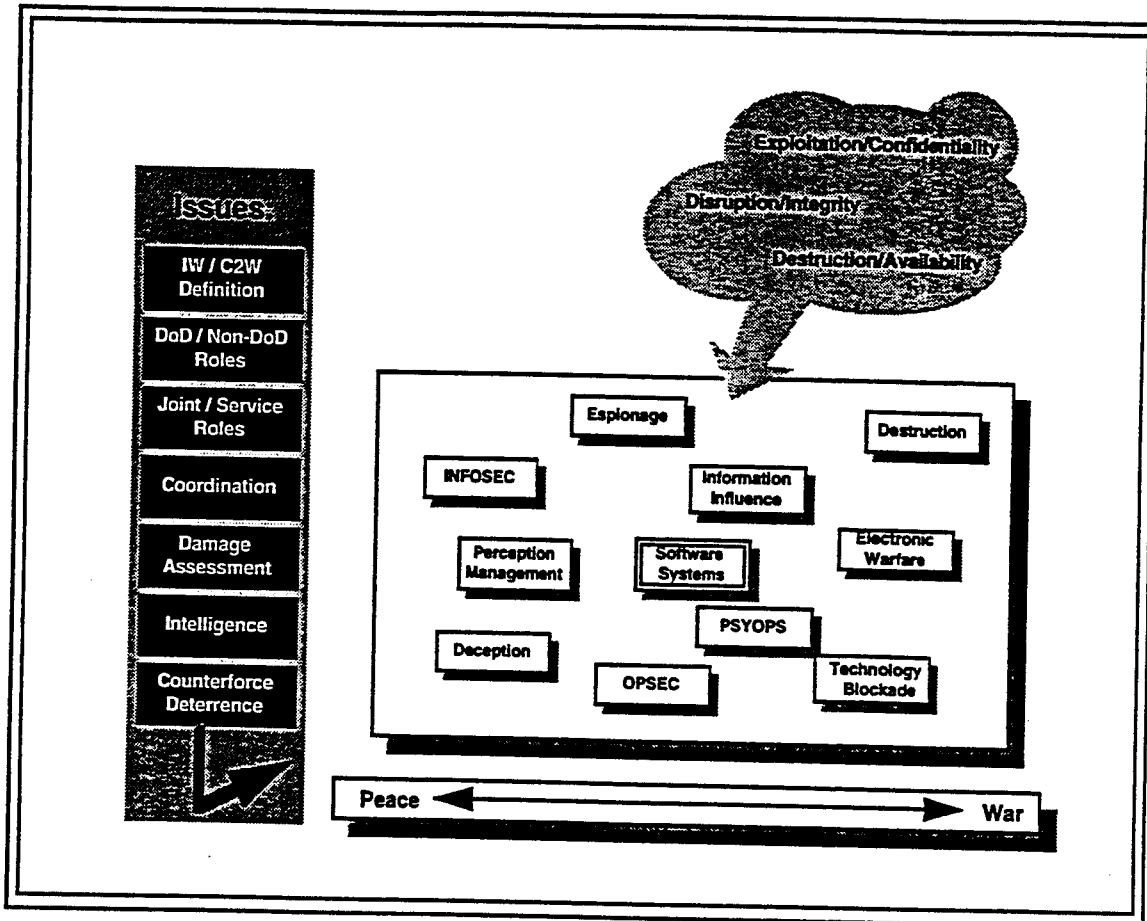 Exploitation/Confidentiality
Disruption/Integrity
Destruction/Availability
Issues:
IW / C2W
Definition
DoD / Non-DoD
Roles
Joint / Service
Roles
Coordination
Damage
Assessment
Intelligence
Counterforce
Deterrence
Espionage
Destruction
INFOSEC
Information
Influence
Perception
Management
Software
Systems
Electronic
Warfare
PSYOPS
Deception
OPSEC
Technology
Blockade
Peace
War